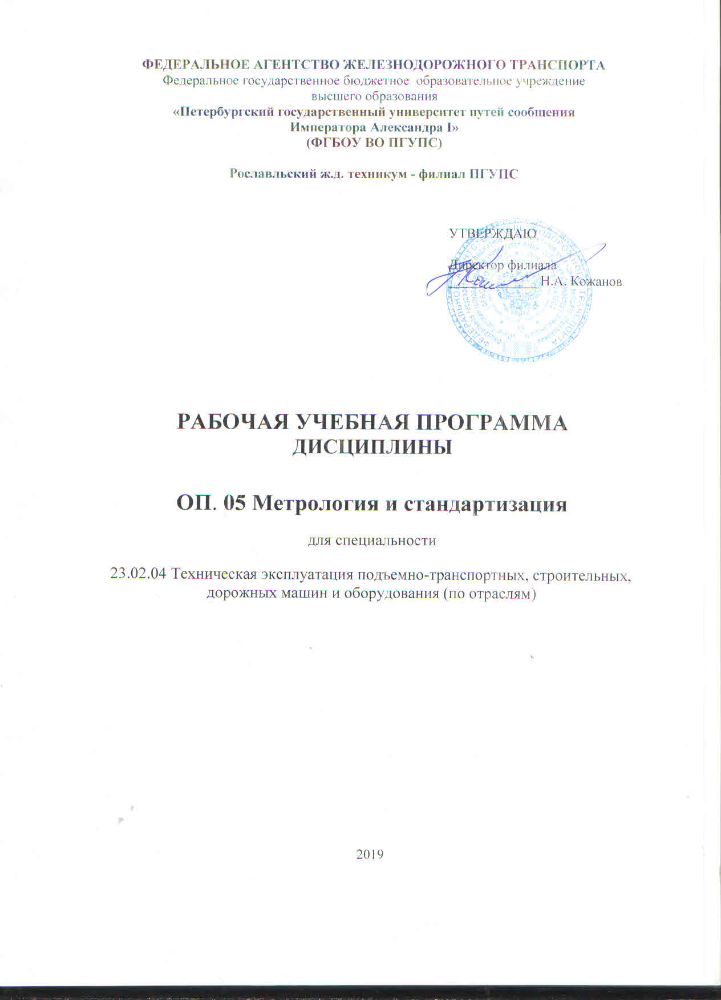 ФЕДЕРАЛЬНОЕ АГЕНТСТВО ЖЕЛЕЗНОДОРОЖНОГО ТРАНСПОРТА
Федеральное государственное бюджетное образовательное учреждение
высшего образования
«Петербургский государственный университет путей сообщения
Императора Александра I»
(ФГБОУ ВО ПГУПС)
Рославльский ж.д. техникум - филиал ПГУПС
УТВЕРЖДАЮ
Директор филиала
Н.А. Кожанов
РАБОЧАЯ УЧЕБНАЯ ПРОГРАММА
ДИСЦИПЛИНЫ
ОП. 05 Метрология и стандартизация
для специальности
23.02.04 Техническая эксплуатация подъемно-транспортных, строительных,
дорожных машин и оборудования (по отраслям)
2019